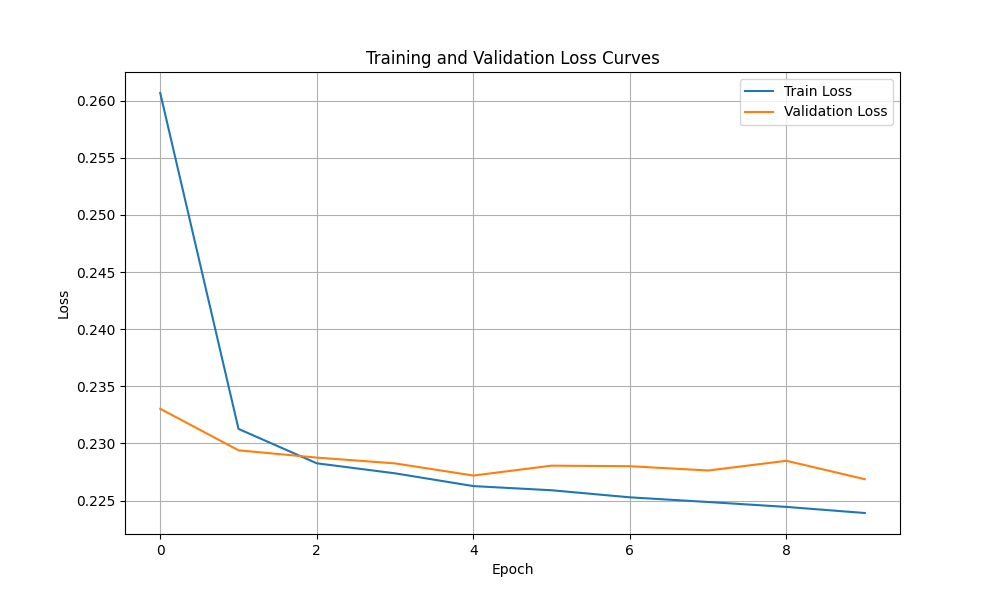 Training and Validation Loss Curves
Train Loss
Validation Loss
0.260
0.255
0.250
0.245
0.240
0.235
0.230
0.225
Loss
0 2 4 6 8
Epoch